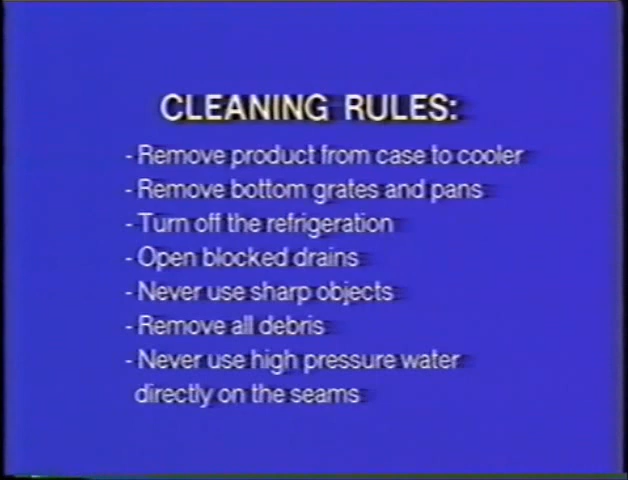 CLEANING RULES:
- Remove product from case to cooler
- Remove bottom grates and pans
- Turn off the refrigeration
- Open blocked drains
- Never use sharp objects
- Remove all debris
- Never use high pressure water
directly on the seams